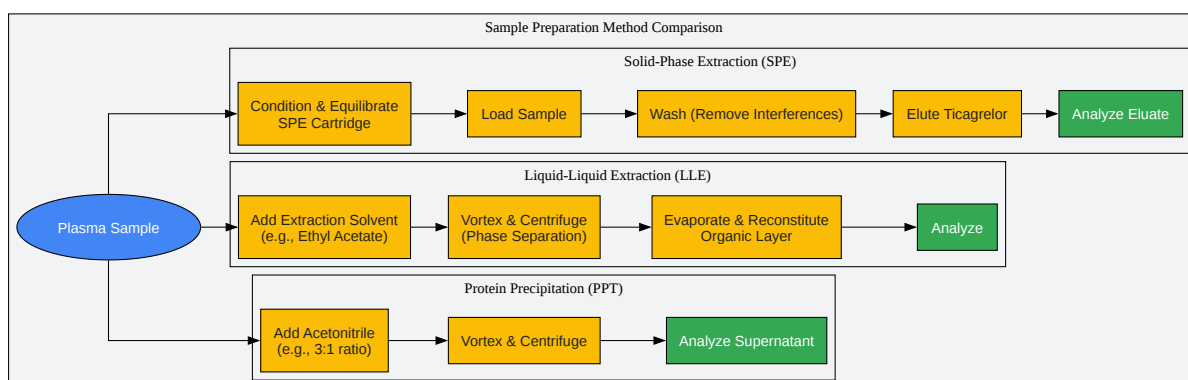 Sample Preparation Method Comparison
Solid-Phase Extraction (SPE)
Condition & Equilibrate
SPE Cartridge
Load Sample
Wash (Remove Interferences)
Elute Ticagrelor
Analyze Eluate
Liquid-Liquid Extraction (LLE)
Plasma Sample
Add Extraction Solvent
(e.g., Ethyl Acetate)
Vortex & Centrifuge
(Phase Separation)
Evaporate & Reconstitute
Organic Layer
Analyze
Protein Precipitation (PPT)
Add Acetonitrile
(e.g., 3:1 ratio)
Vortex & Centrifuge
Analyze Supernatant